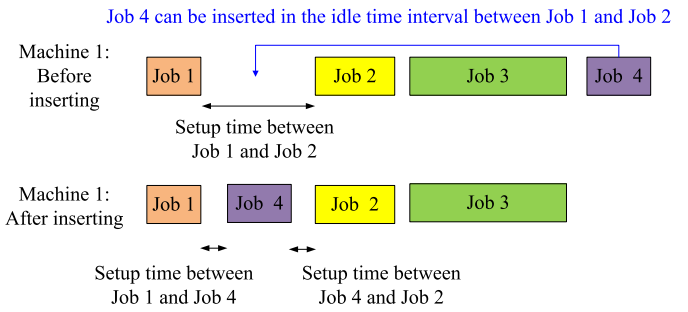 Job 4 can be inserted in the idle time interval between Job 1 and Job 2
Machine 1:
Before
inserting
Job 1
Job 2
Job 3
Job 4
Setup time between
Job 1 and Job 2
Machine 1:
After inserting
Job 1
Job 4
Job 2
Job 3
Setup time between
Job 1 and Job 4
Setup time between
Job 4 and Job 2